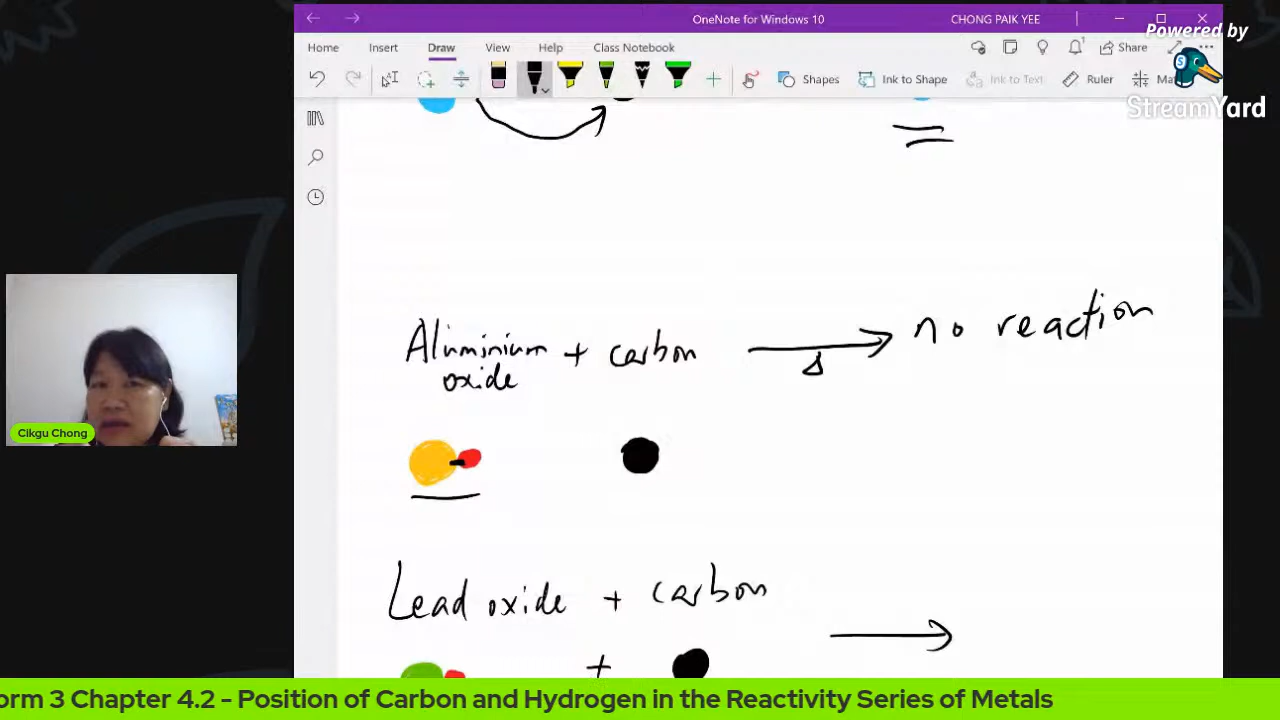 OneNote for Windows 10
CHONG PAIK YEE
Powered by
StreamYard
Home Insert Draw View Help Class Notebook
1
Share
Shapes
Ink to Shape
Ink to Text
Ruler
Aluminium + carbon → no reaction
oxide
Δ
Cikgu Chong
Lead oxide + carbon →
+
orm 3 Chapter 4.2 - Position of Carbon and Hydrogen in the Reactivity Series of Metals